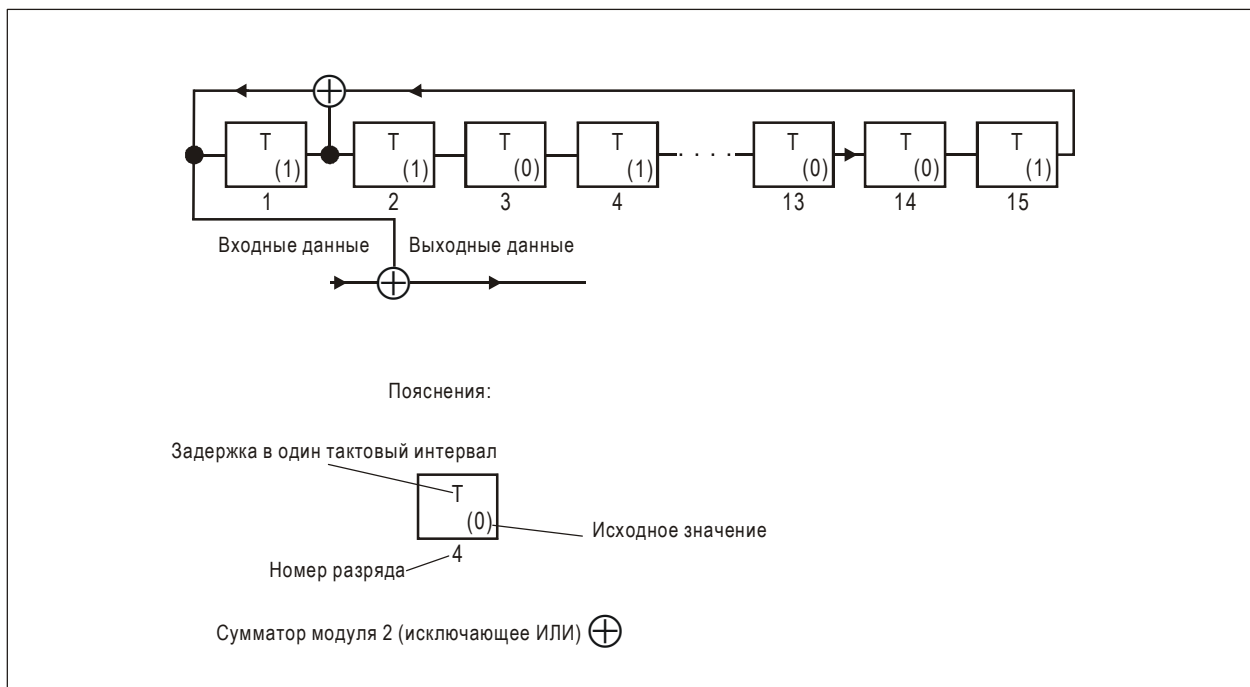 T T T T T T T
(1) (1) (0) (1) (0) (0) (1)
1 2 3 4 13 14 15
Входные данные Выходные данные
Пояснения:
Задержка в один тактовый интервал
T
(0)
Исходное значение
4
Номер разряда
Сумматор модуля 2 (исключающее ИЛИ)